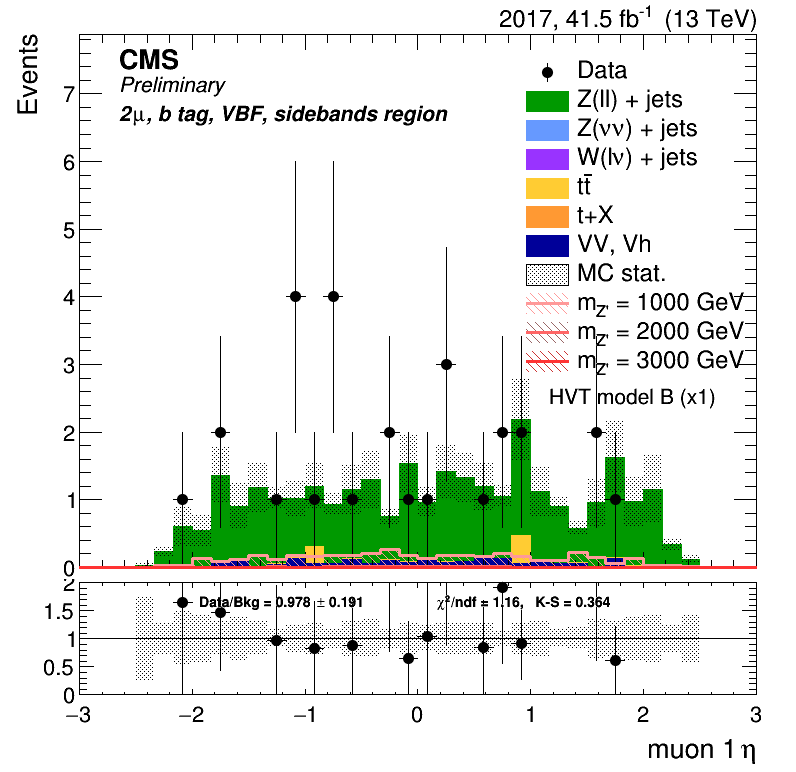 2017, 41.5 fb⁻¹ (13 TeV)
Events
CMS
Preliminary
2μ, b tag, VBF, sidebands region
Data
Z(ll) + jets
Z(νν) + jets
W(lν) + jets
tt̄
t+X
VV, Vh
MC stat.
m_Z' = 1000 GeV
m_Z' = 2000 GeV
m_Z' = 3000 GeV
HVT model B (x1)
7
6
5
4
3
2
1
0
Data/Bkg = 0.978 ± 0.191 χ²/ndf = 1.16, K-S = 0.364
2
1.5
1
0.5
0
−3 −2 −1 0 1 2 3
muon 1 η